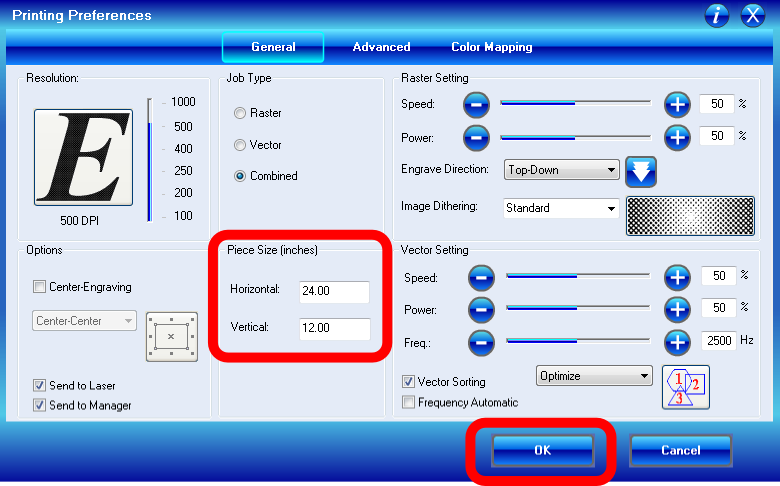 Printing Preferences
i X
General Advanced Color Mapping
Resolution:
E
500 DPI
1000
500
400
250
200
100
Job Type
Raster
Vector
Combined
Raster Setting
Speed: 50 %
Power: 50 %
Engrave Direction: Top-Down
Image Dithering: Standard
Options
Center-Engraving
Center-Center
x
Send to Laser
Send to Manager
Piece Size (inches)
Horizontal: 24.00
Vertical: 12.00
Vector Setting
Speed: 50 %
Power: 50 %
Freq.: 2500 Hz
Vector Sorting Optimize
Frequency Automatic
1
2
3
OK Cancel